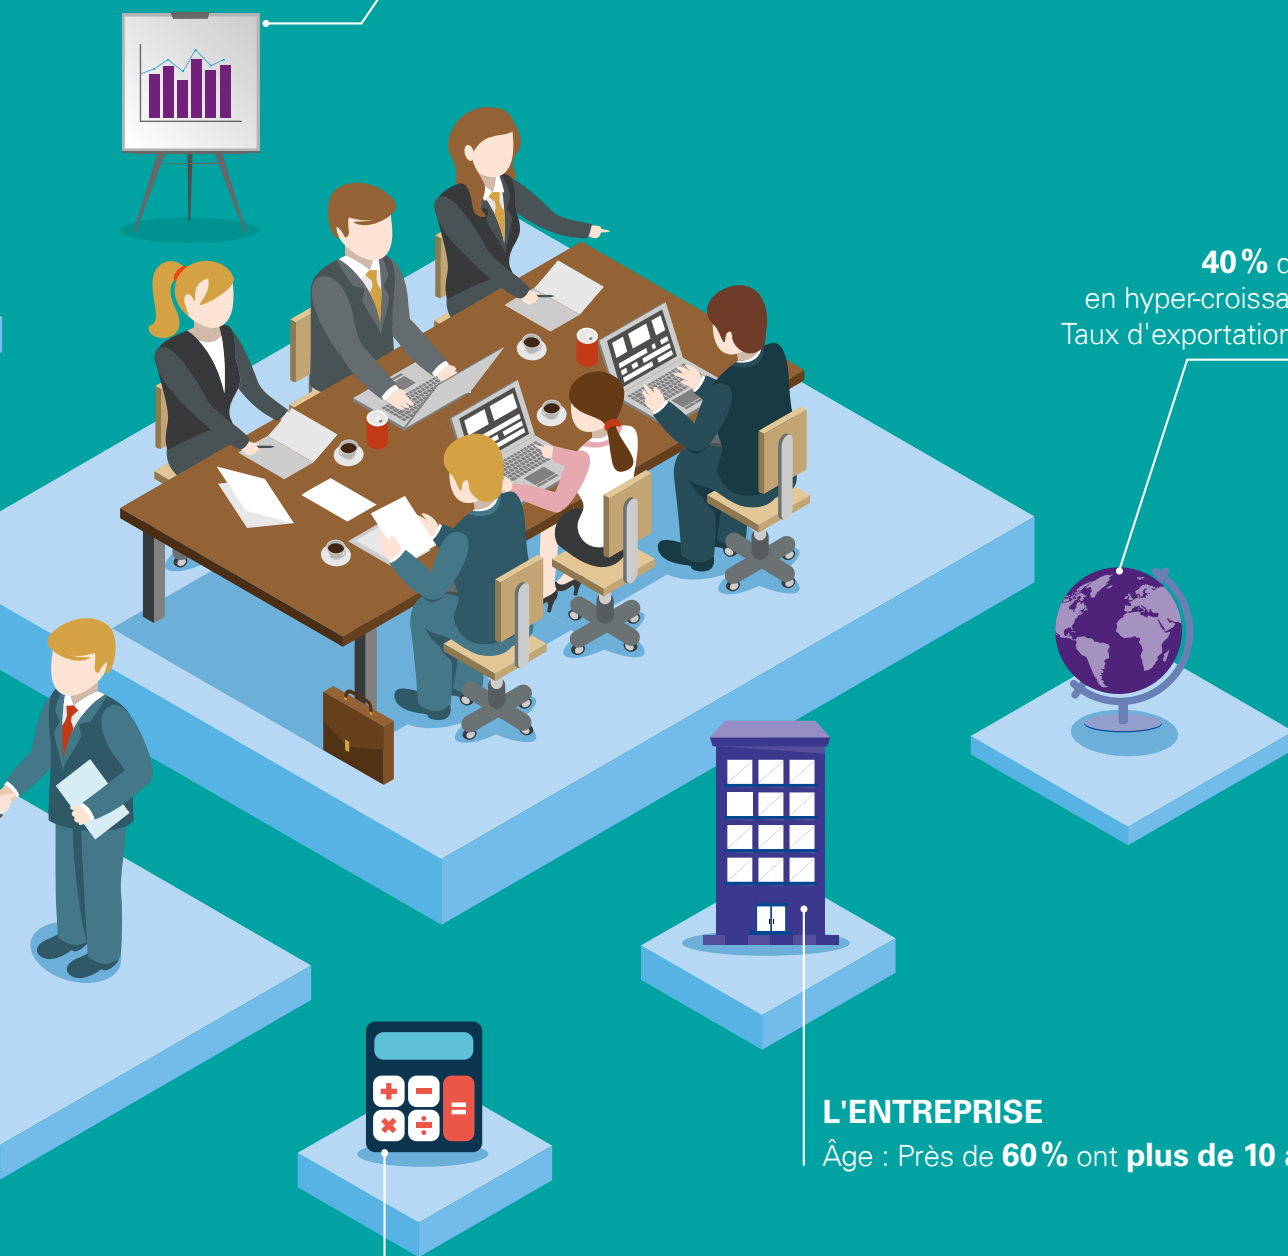 40 %
en hyper-croissa
Taux d'exportation
L'ENTREPRISE
Âge : Près de 60 % ont plus de 10